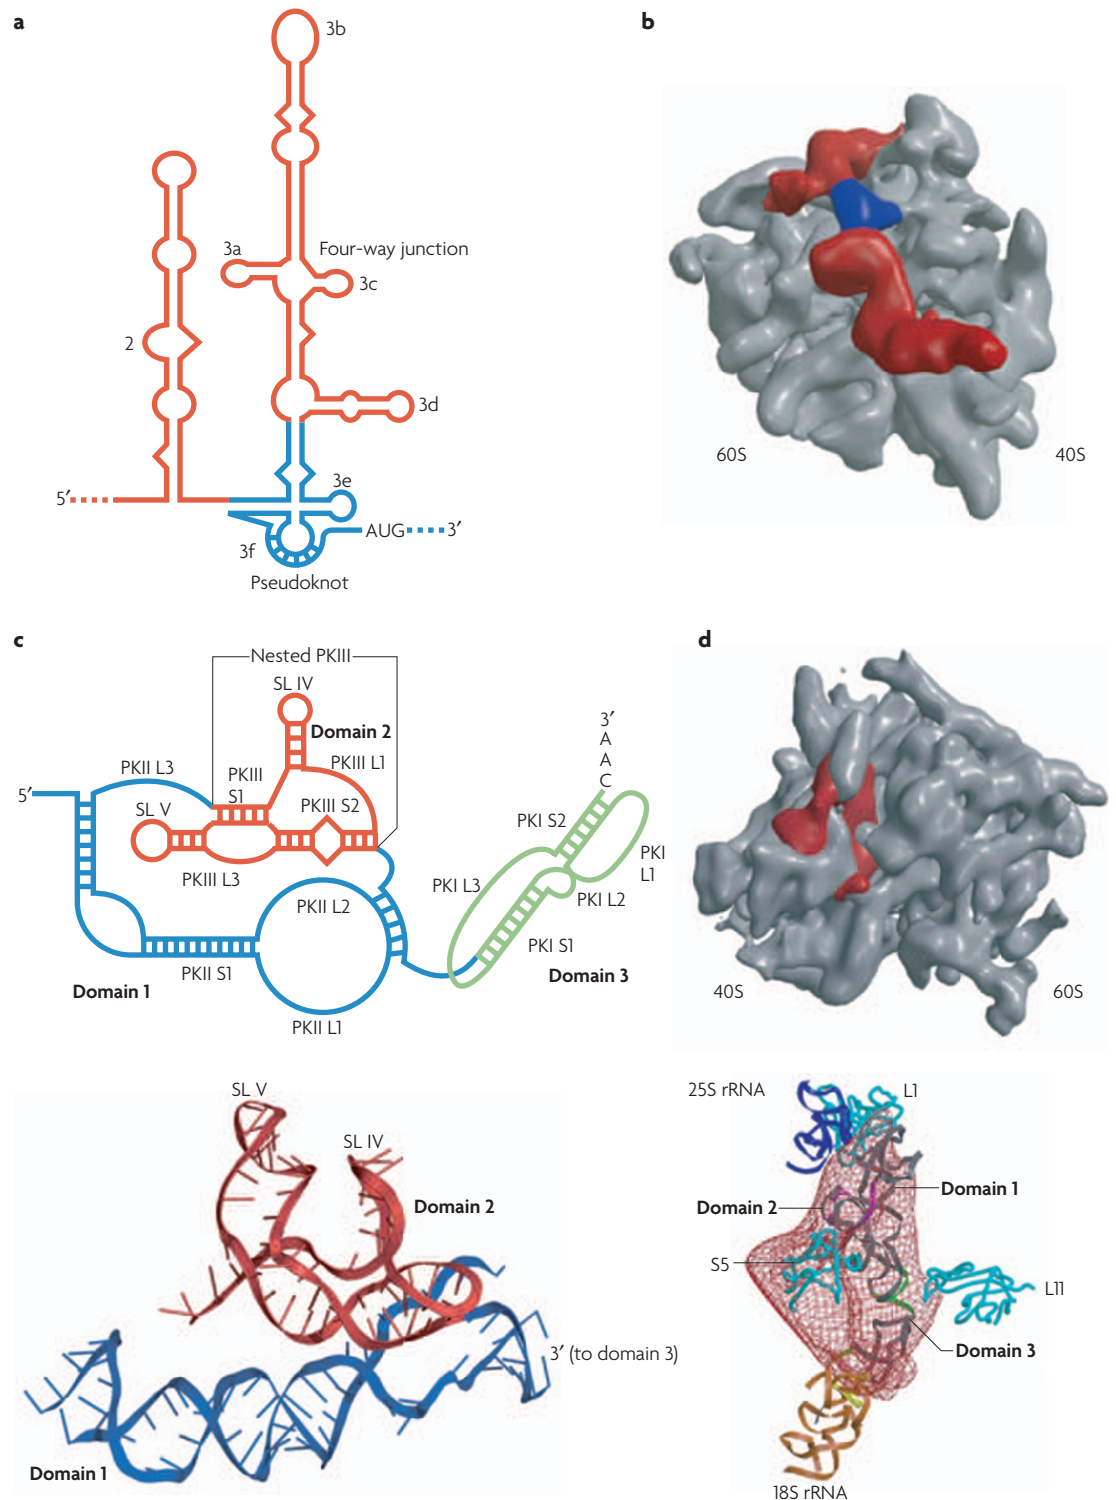 a
3b
3a
Four-way junction
3c
2
3d
3e
5′
AUG
3′
3f
Pseudoknot
b
60S
40S
c
Nested PKIII
SL IV
Domain 2
PKII L3
PKIII
S1
PKIII L1
5′
SL V
PKIII S2
PKIII L3
PKII L2
PKII S1
Domain 1
PKII L1
3′
A
A
C
PKI S2
PKI
L1
PKI L3
PKI L2
PKI S1
Domain 3
d
40S
60S
SL V
SL IV
Domain 2
3′ (to domain 3)
Domain 1
25S rRNA
L1
Domain 1
Domain 2
S5
L11
Domain 3
18S rRNA